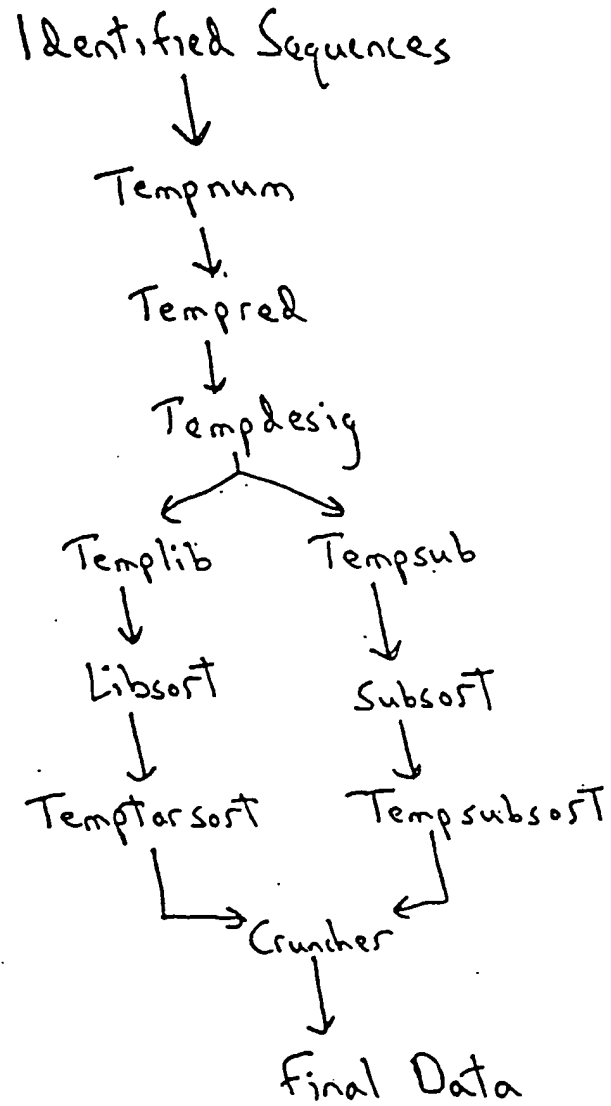 Identified Sequences
Tempnum
Tempred
Tempdesig
Templib Tempsub
Libsort Subsort
Temptarsort Tempsubsort
Cruncher
Final Data